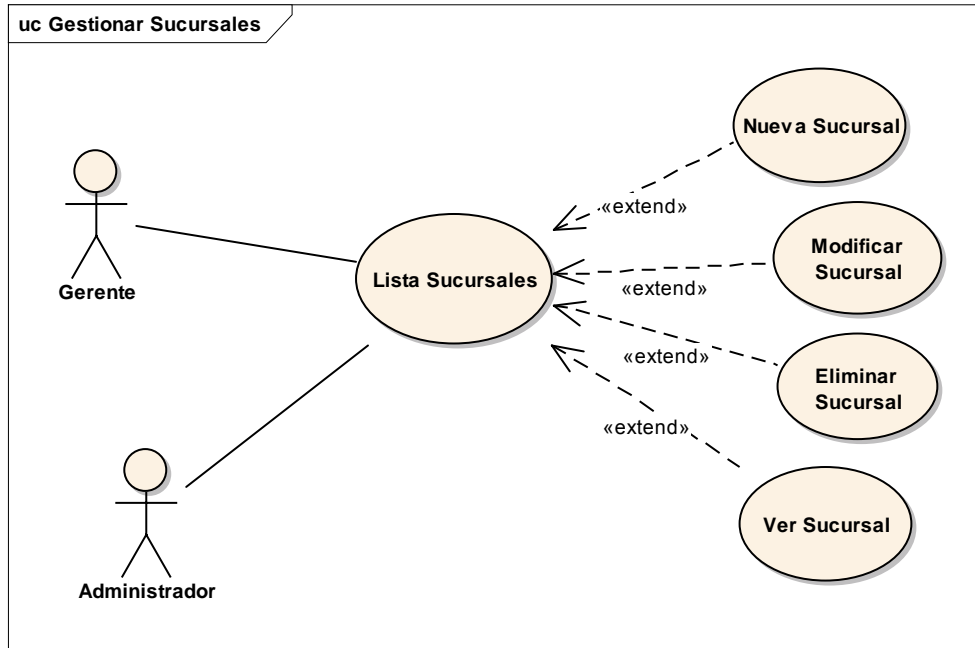 uc Gestionar Sucursales
Nueva Sucursal
«extend»
Modificar
Sucursal
«extend»
Gerente
Lista Sucursales
«extend»
Eliminar
Sucursal
«extend»
Ver Sucursal
Administrador